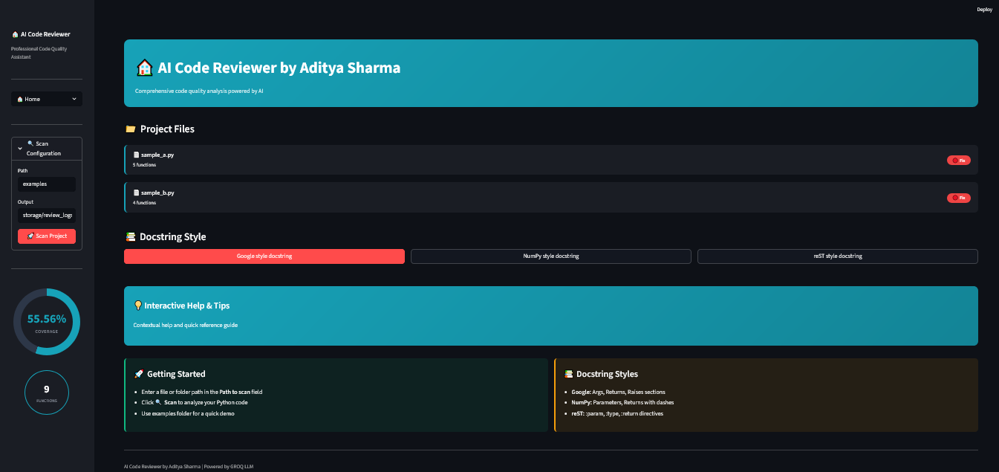 Deploy
AI Code Reviewer
Professional Code Quality
Assistant
Home
Scan
Configuration
Path
examples
Output
storage/review_logs
Scan Project
55.56%
COVERAGE
9
FUNCTIONS
AI Code Reviewer by Aditya Sharma
Comprehensive code quality analysis powered by AI
Project Files
sample_a.py
5 functions
Fix
sample_b.py
4 functions
Fix
Docstring Style
Google style docstring
NumPy style docstring
reST style docstring
Interactive Help & Tips
Contextual help and quick reference guide
Getting Started
• Enter a file or folder path in the Path to scan field
• Click 🔍 Scan to analyze your Python code
• Use examples folder for a quick demo
Docstring Styles
• Google: Args, Returns, Raises sections
• NumPy: Parameters, Returns with dashes
• reST: :param, :type, :return directives
AI Code Reviewer by Aditya Sharma | Powered by GROQ LLM